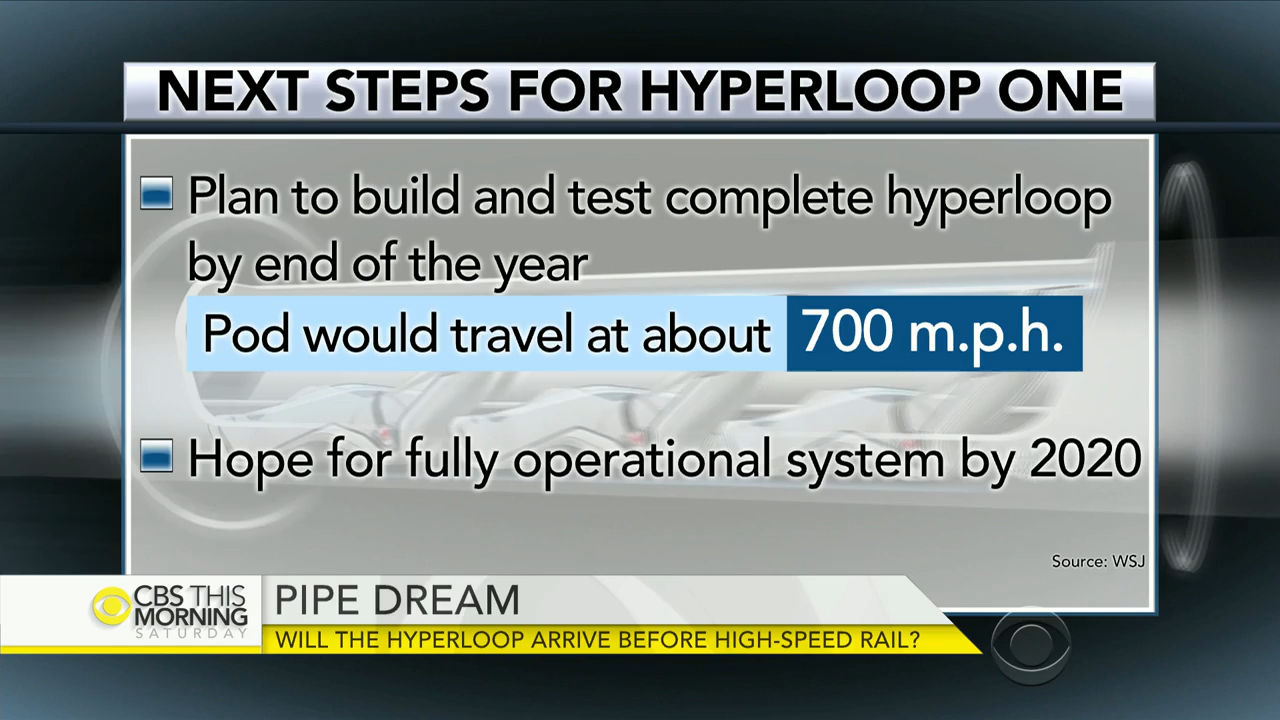 NEXT STEPS FOR HYPERLOOP ONE
Plan to build and test complete hyperloop
by end of the year
Pod would travel at about 700 m.p.h.
Hope for fully operational system by 2020
Source: WSJ
CBS THIS
MORNING
SATURDAY
PIPE DREAM
WILL THE HYPERLOOP ARRIVE BEFORE HIGH-SPEED RAIL?